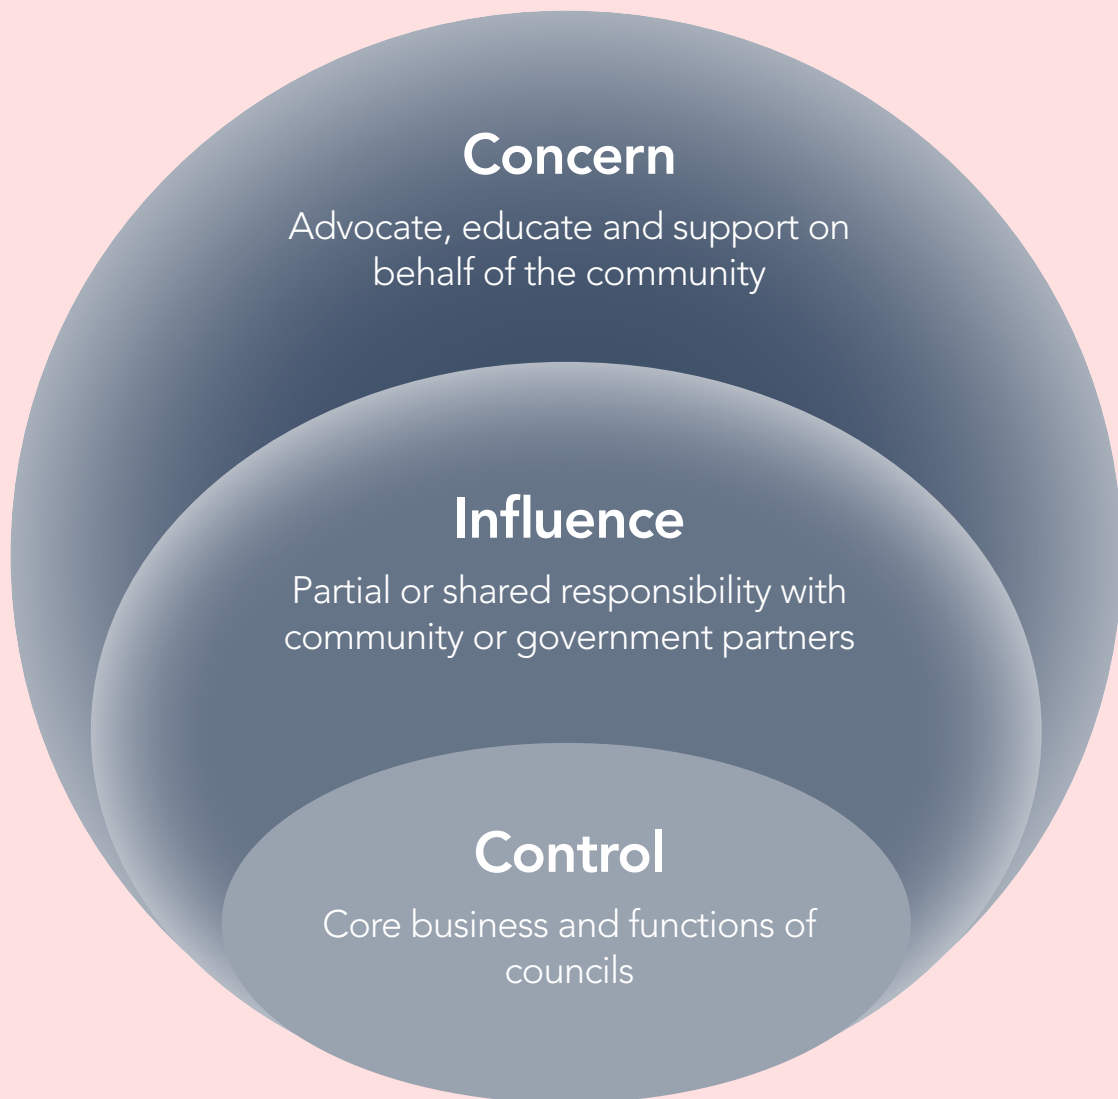 Concern
Advocate, educate and support on
behalf of the community
Influence
Partial or shared responsibility with
community or government partners
Control
Core business and functions of
councils